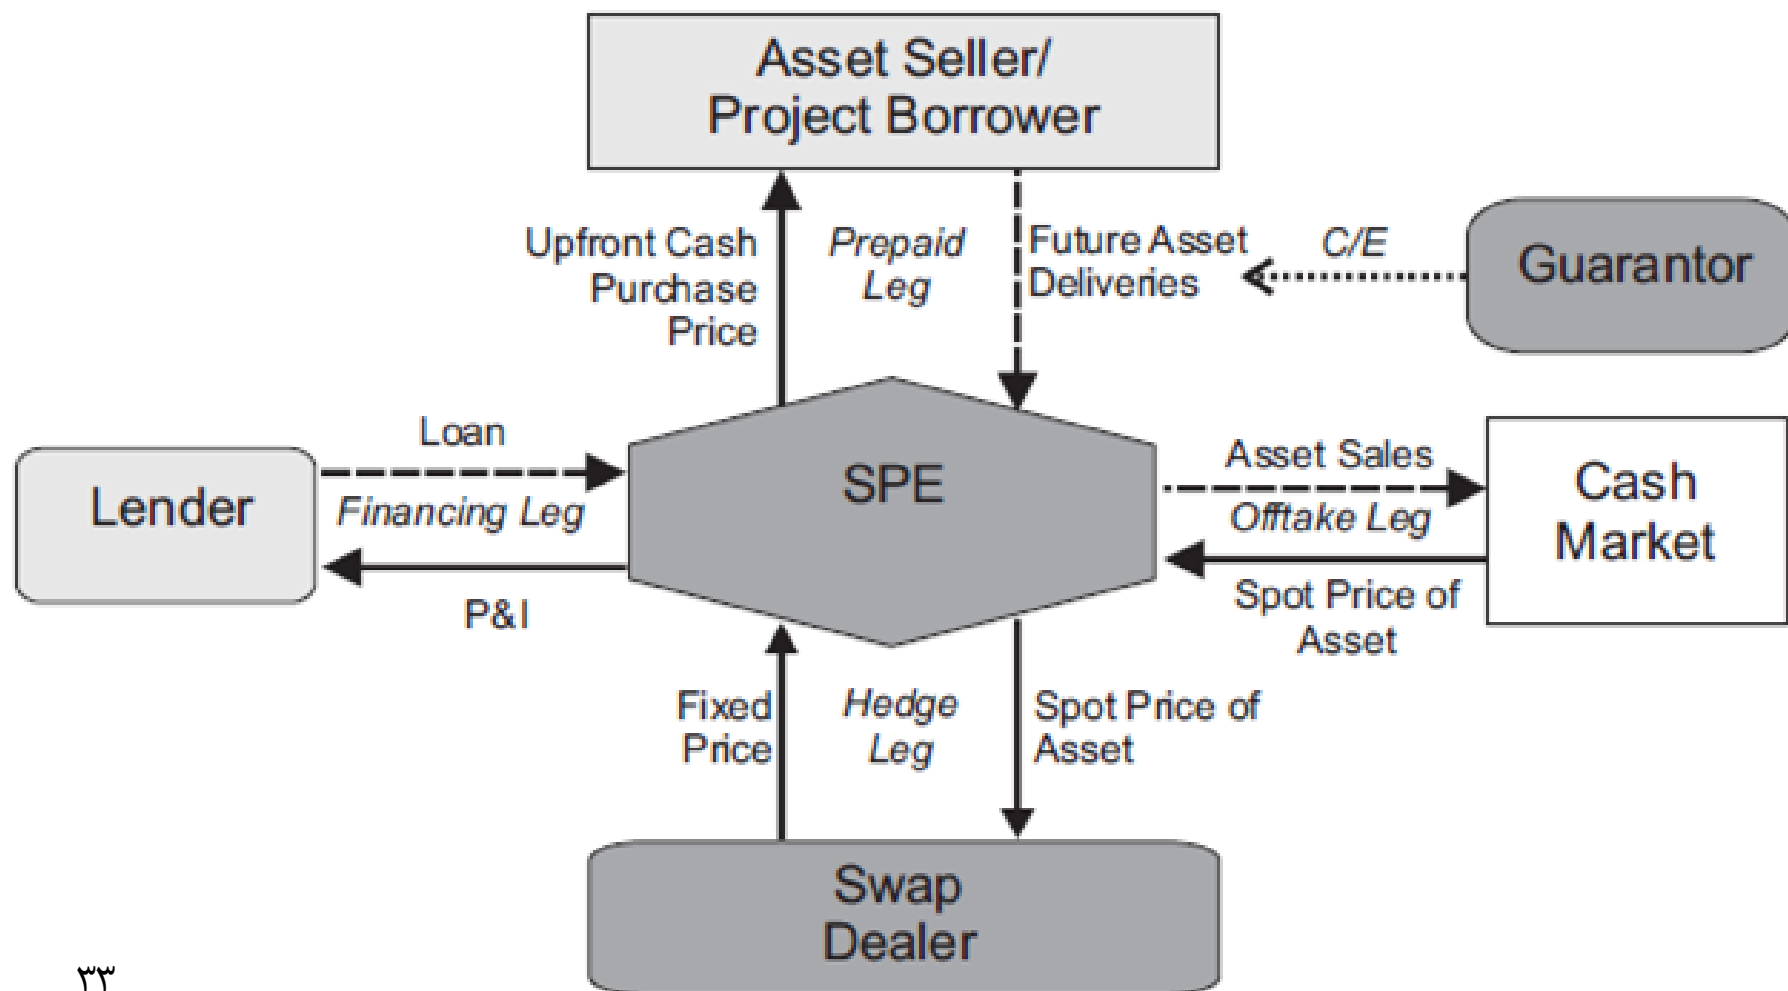 Asset Seller/
Project Borrower
Upfront Cash
Purchase
Price
Prepaid
Leg
Future Asset
Deliveries
C/E
Guarantor
Loan
Lender
Financing Leg
P&I
SPE
Asset Sales
Offtake Leg
Cash
Market
Spot Price of
Asset
Fixed
Price
Hedge
Leg
Spot Price of
Asset
Swap
Dealer
٣٣